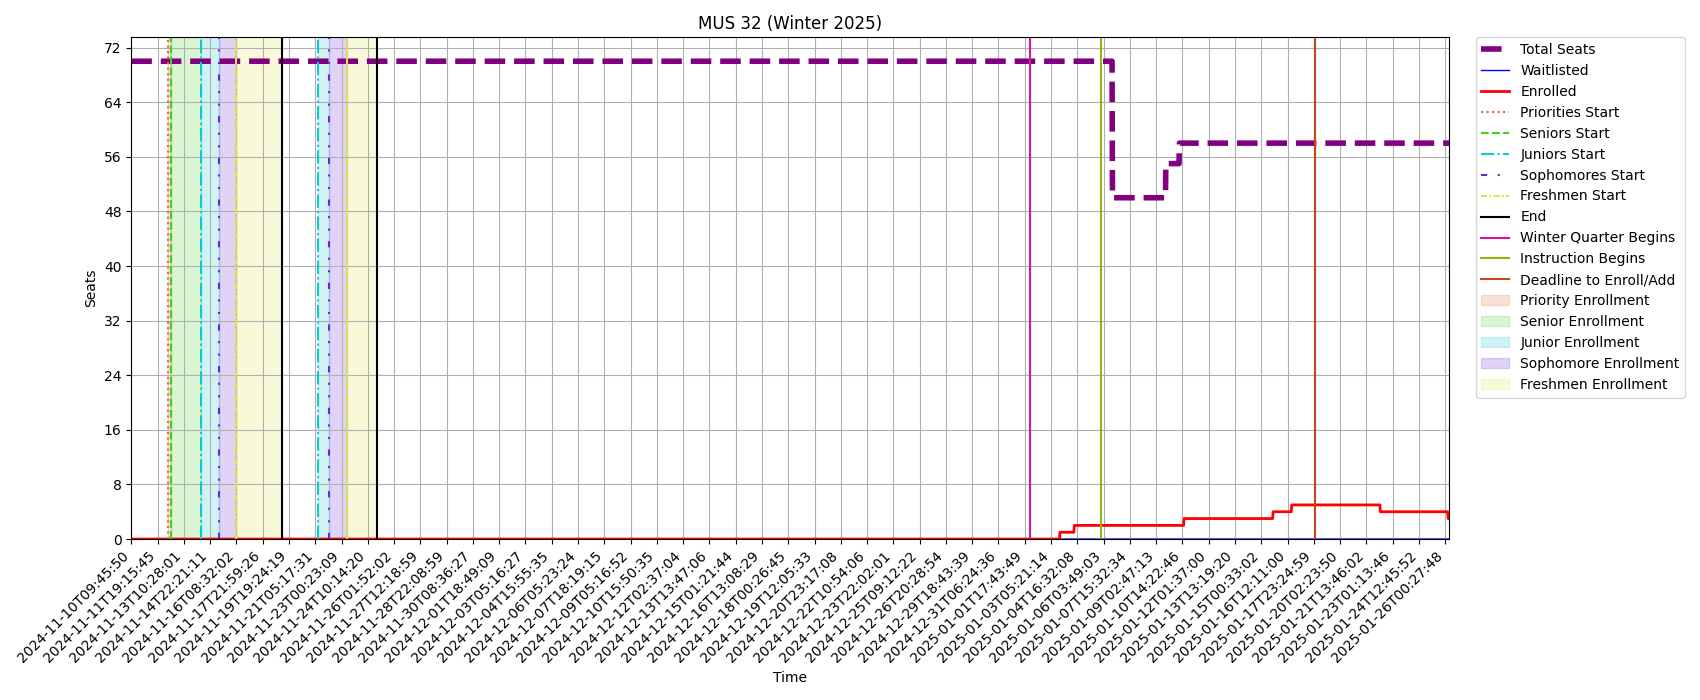 MUS 32 (Winter 2025)
Seats
72
64
56
48
40
32
24
16
8
0
2024-11-10T09:45:50
2024-11-11T19:15:45
2024-11-13T10:28:01
2024-11-14T22:21:11
2024-11-16T08:32:02
2024-11-17T21:59:26
2024-11-19T19:24:19
2024-11-21T05:17:31
2024-11-23T00:23:09
2024-11-24T10:14:20
2024-11-26T01:52:02
2024-11-27T12:18:59
2024-11-28T22:08:59
2024-11-30T08:36:27
2024-12-01T18:49:09
2024-12-03T05:16:27
2024-12-04T14:55:35
2024-12-06T05:23:24
2024-12-07T18:19:15
2024-12-09T05:16:52
2024-12-10T15:50:35
2024-12-12T02:37:04
2024-12-13T13:47:06
2024-12-15T01:21:44
2024-12-16T13:08:29
2024-12-18T00:26:45
2024-12-19T12:05:33
2024-12-20T23:17:08
2024-12-22T10:54:06
2024-12-23T22:02:01
2024-12-25T09:12:22
2024-12-26T20:28:54
2024-12-29T18:43:39
2024-12-31T06:24:36
2025-01-01T17:43:49
2025-01-03T05:21:14
2025-01-04T16:32:08
2025-01-06T03:49:03
2025-01-07T15:32:34
2025-01-09T02:47:13
2025-01-10T14:22:46
2025-01-12T01:37:00
2025-01-13T13:19:20
2025-01-15T00:33:02
2025-01-16T12:11:00
2025-01-17T23:24:59
2025-01-20T02:23:50
2025-01-21T13:46:02
2025-01-23T01:13:46
2025-01-24T12:45:52
2025-01-26T00:27:48
Time
Total Seats
Waitlisted
Enrolled
Priorities Start
Seniors Start
Juniors Start
Sophomores Start
Freshmen Start
End
Winter Quarter Begins
Instruction Begins
Deadline to Enroll/Add
Priority Enrollment
Senior Enrollment
Junior Enrollment
Sophomore Enrollment
Freshmen Enrollment